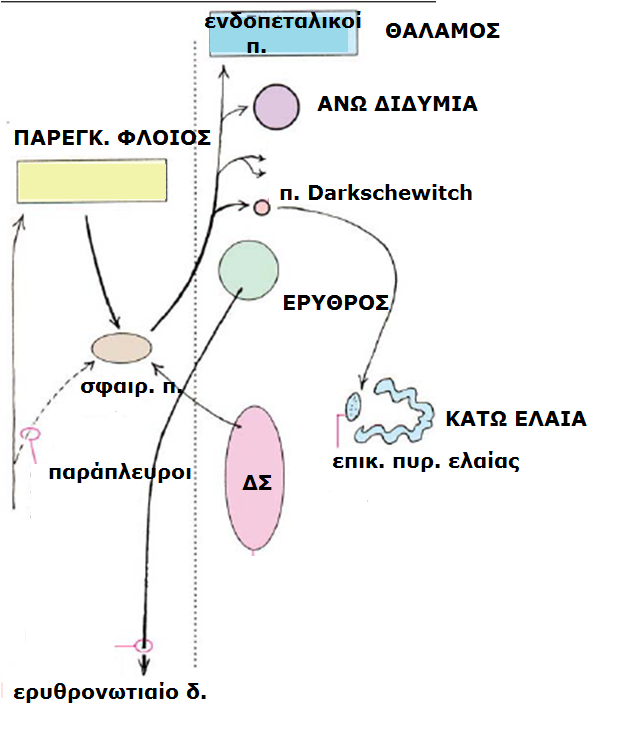 ενδοπεταλικοί
π.
ΘΑΛΑΜΟΣ
ΑΝΩ ΔΙΔΥΜΙΑ
ΠΑΡΕΓΚ. ΦΛΟΙΟΣ
π. Darkschewitch
ΕΡΥΘΡΟΣ
σφαιρ. π.
ΚΑΤΩ ΕΛΑΙΑ
επικ. πυρ. ελαίας
παράπλευροι
ΔΣ
ερυθρονωτιαίο δ.